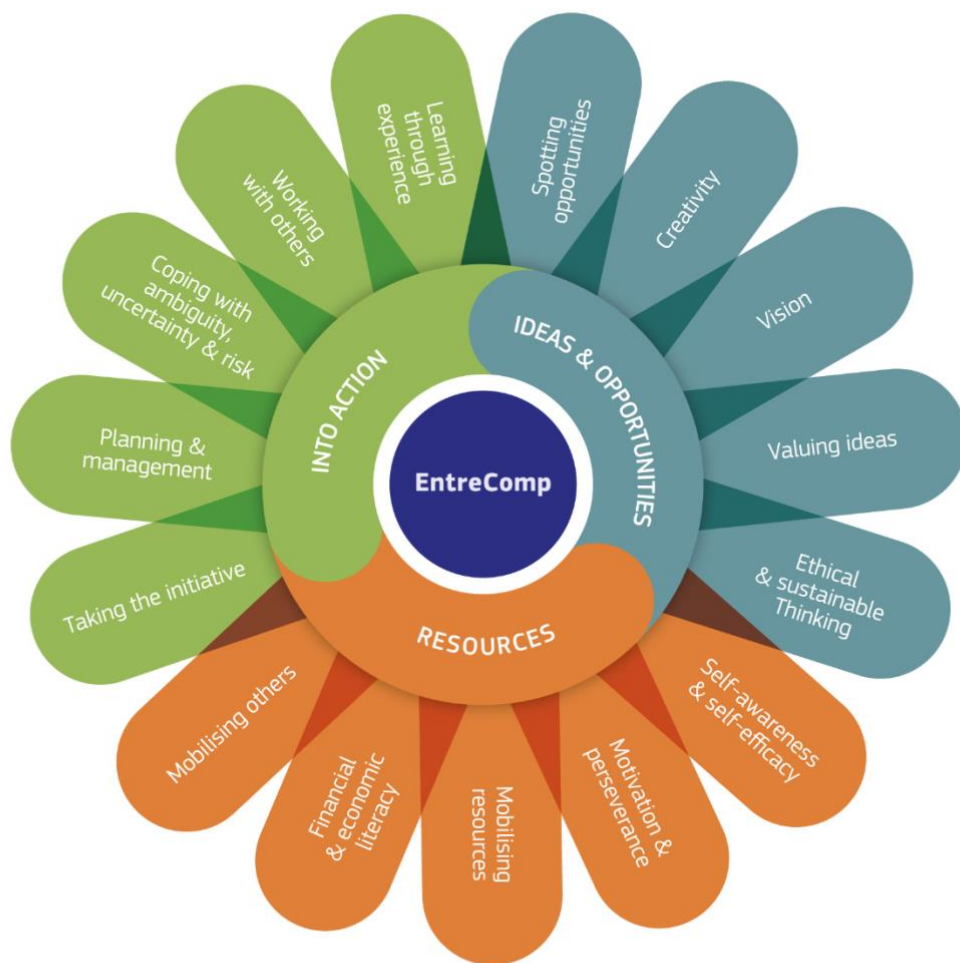 EntreComp
IDEAS & OPPORTUNITIES
Spotting
opportunities
Creativity
Vision
Valuing ideas
Ethical
& sustainable
Thinking
RESOURCES
Self-awareness
& self-efficacy
Motivation &
perseverance
Mobilising
resources
Financial
& economic
literacy
Mobilising others
INTO ACTION
Taking the initiative
Planning &
management
Coping with
ambiguity,
uncertainty & risk
Working
with others
Learning
through
experience